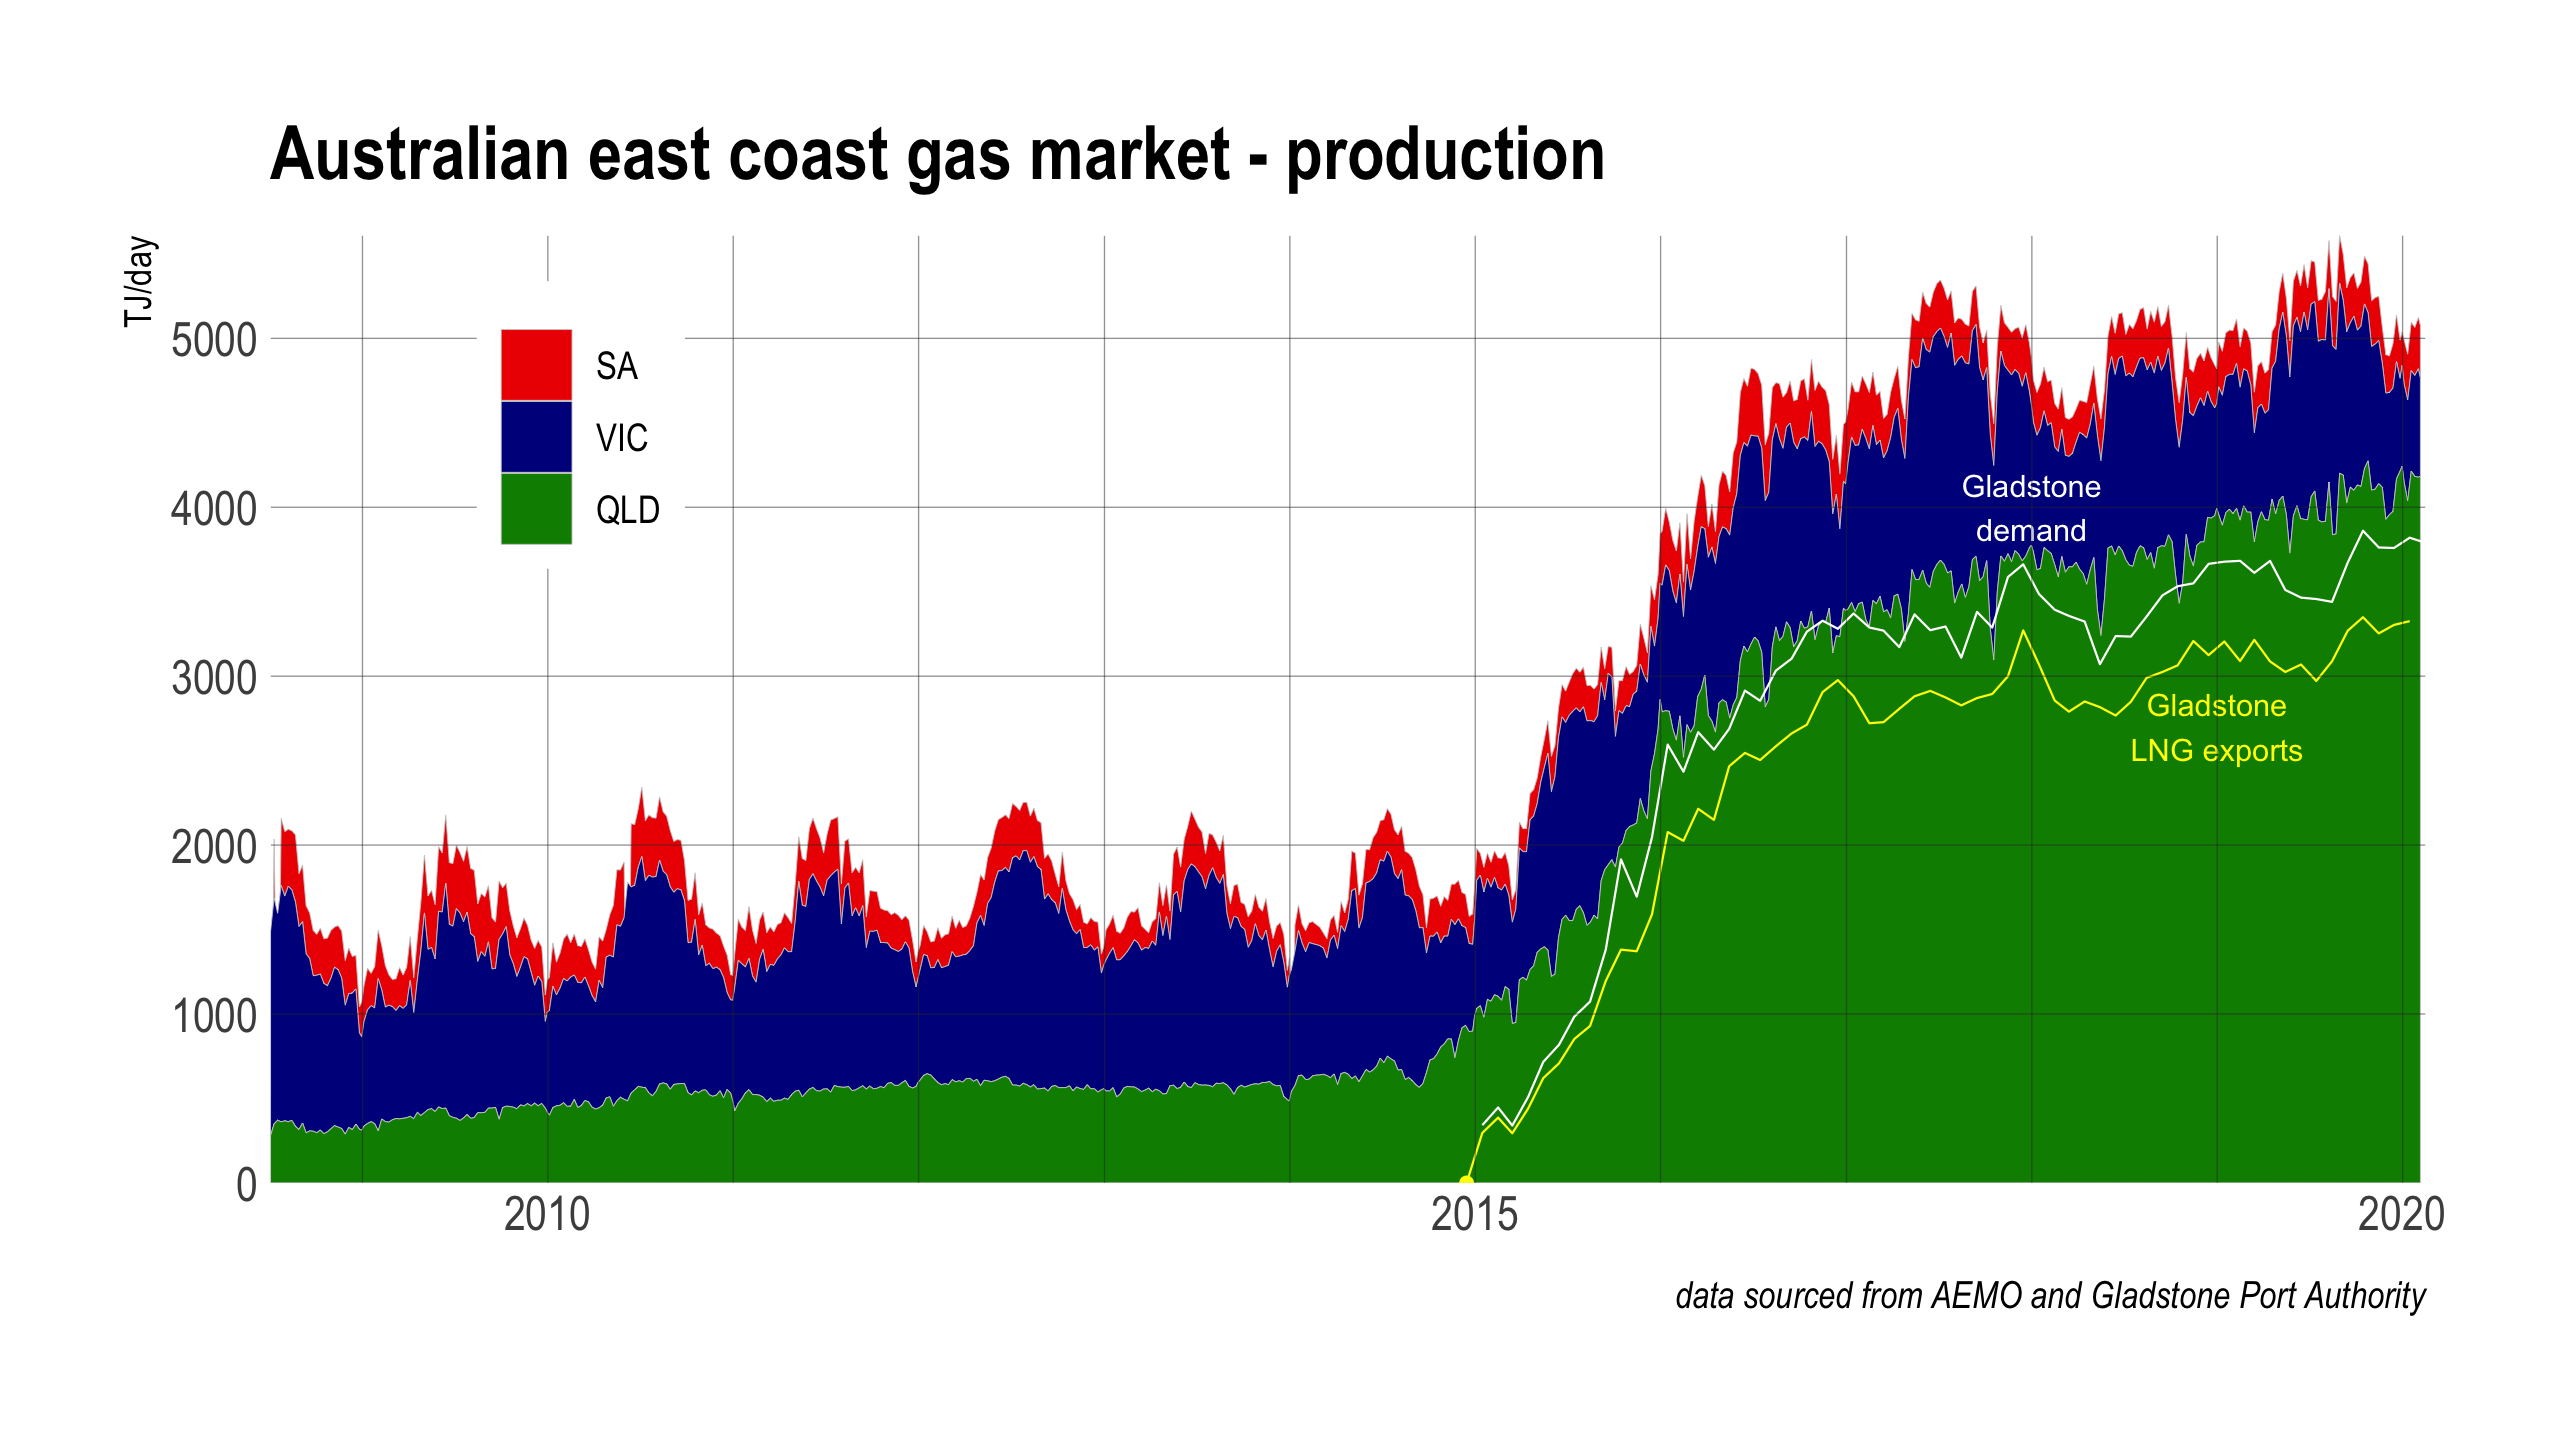 Australian east coast gas market - production
TJ/day
5000
4000
3000
2000
1000
0
SA
VIC
QLD
Gladstone
demand
Gladstone
LNG exports
2010
2015
2020
data sourced from AEMO and Gladstone Port Authority